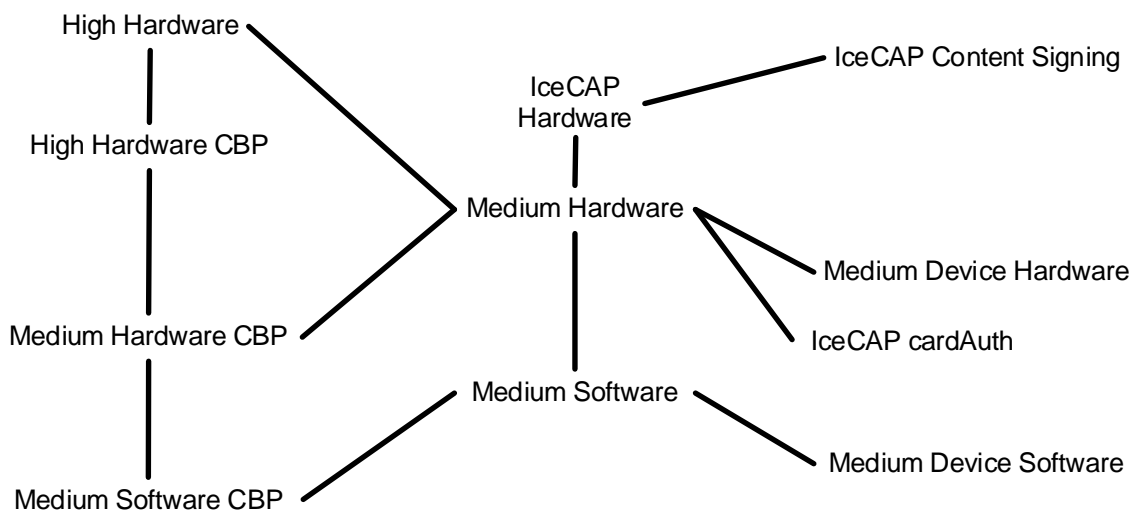 High Hardware
IceCAP Content Signing
IceCAP
Hardware
High Hardware CBP
Medium Hardware
Medium Device Hardware
Medium Hardware CBP
IceCAP cardAuth
Medium Software
Medium Device Software
Medium Software CBP